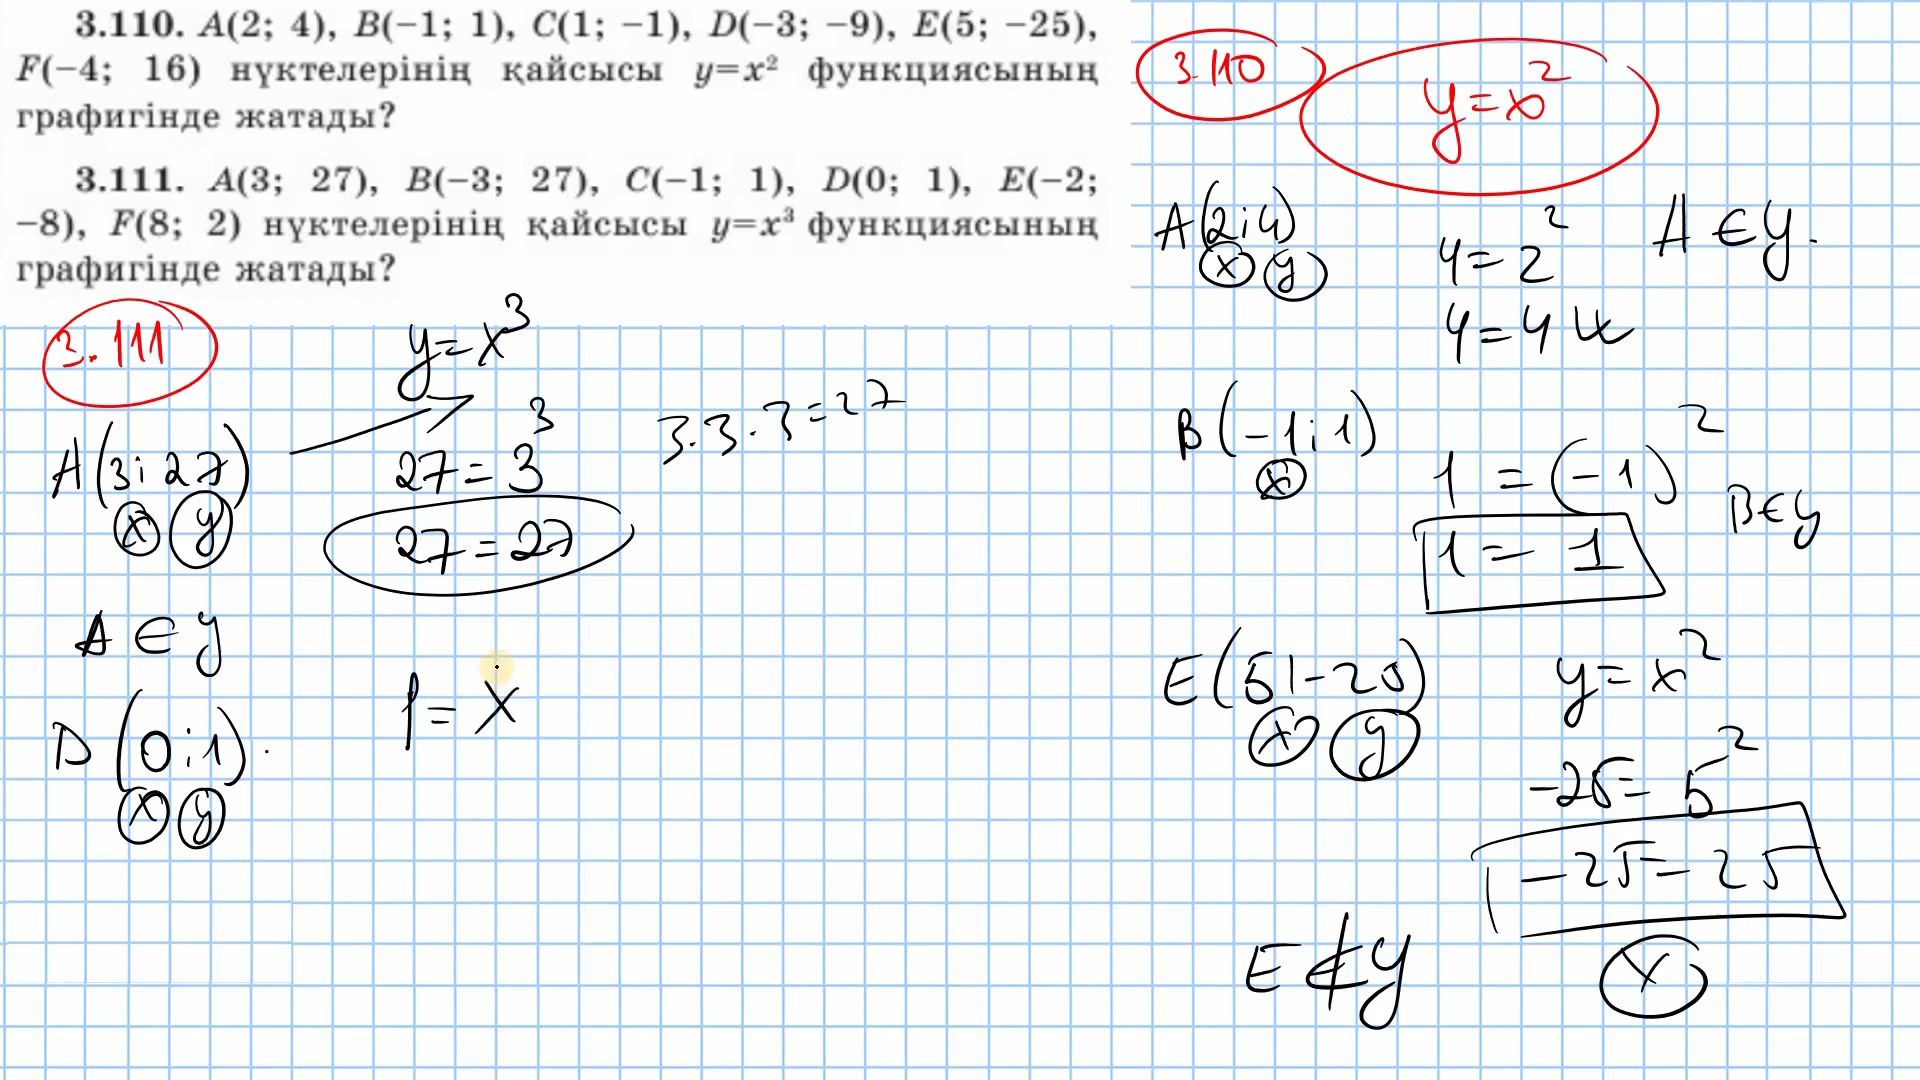 3.110. A(2; 4), B(−1; 1), C(1; −1), D(−3; −9), E(5; −25),
F(−4; 16) нүктелерінің қайсысы y=x² функциясының
графигінде жатады?
3.111. A(3; 27), B(−3; 27), C(−1; 1), D(0; 1), E(−2;
−8), F(8; 2) нүктелерінің қайсысы y=x³ функциясының
графигінде жатады?
3.111
y=x³
A(3; 27)
x y
27=3³
3·3·3=27
27=27
A∈y
D(0;1).
x y
1=x
3.110
y=x²
A(2;4)
x y
4=2²
A∈y.
4=4
B(−1;1)
x
1=(−1)²
B∈y
1=1
E(5;−25)
x y
y=x²
−25=5²
−25=25
E∉y
x